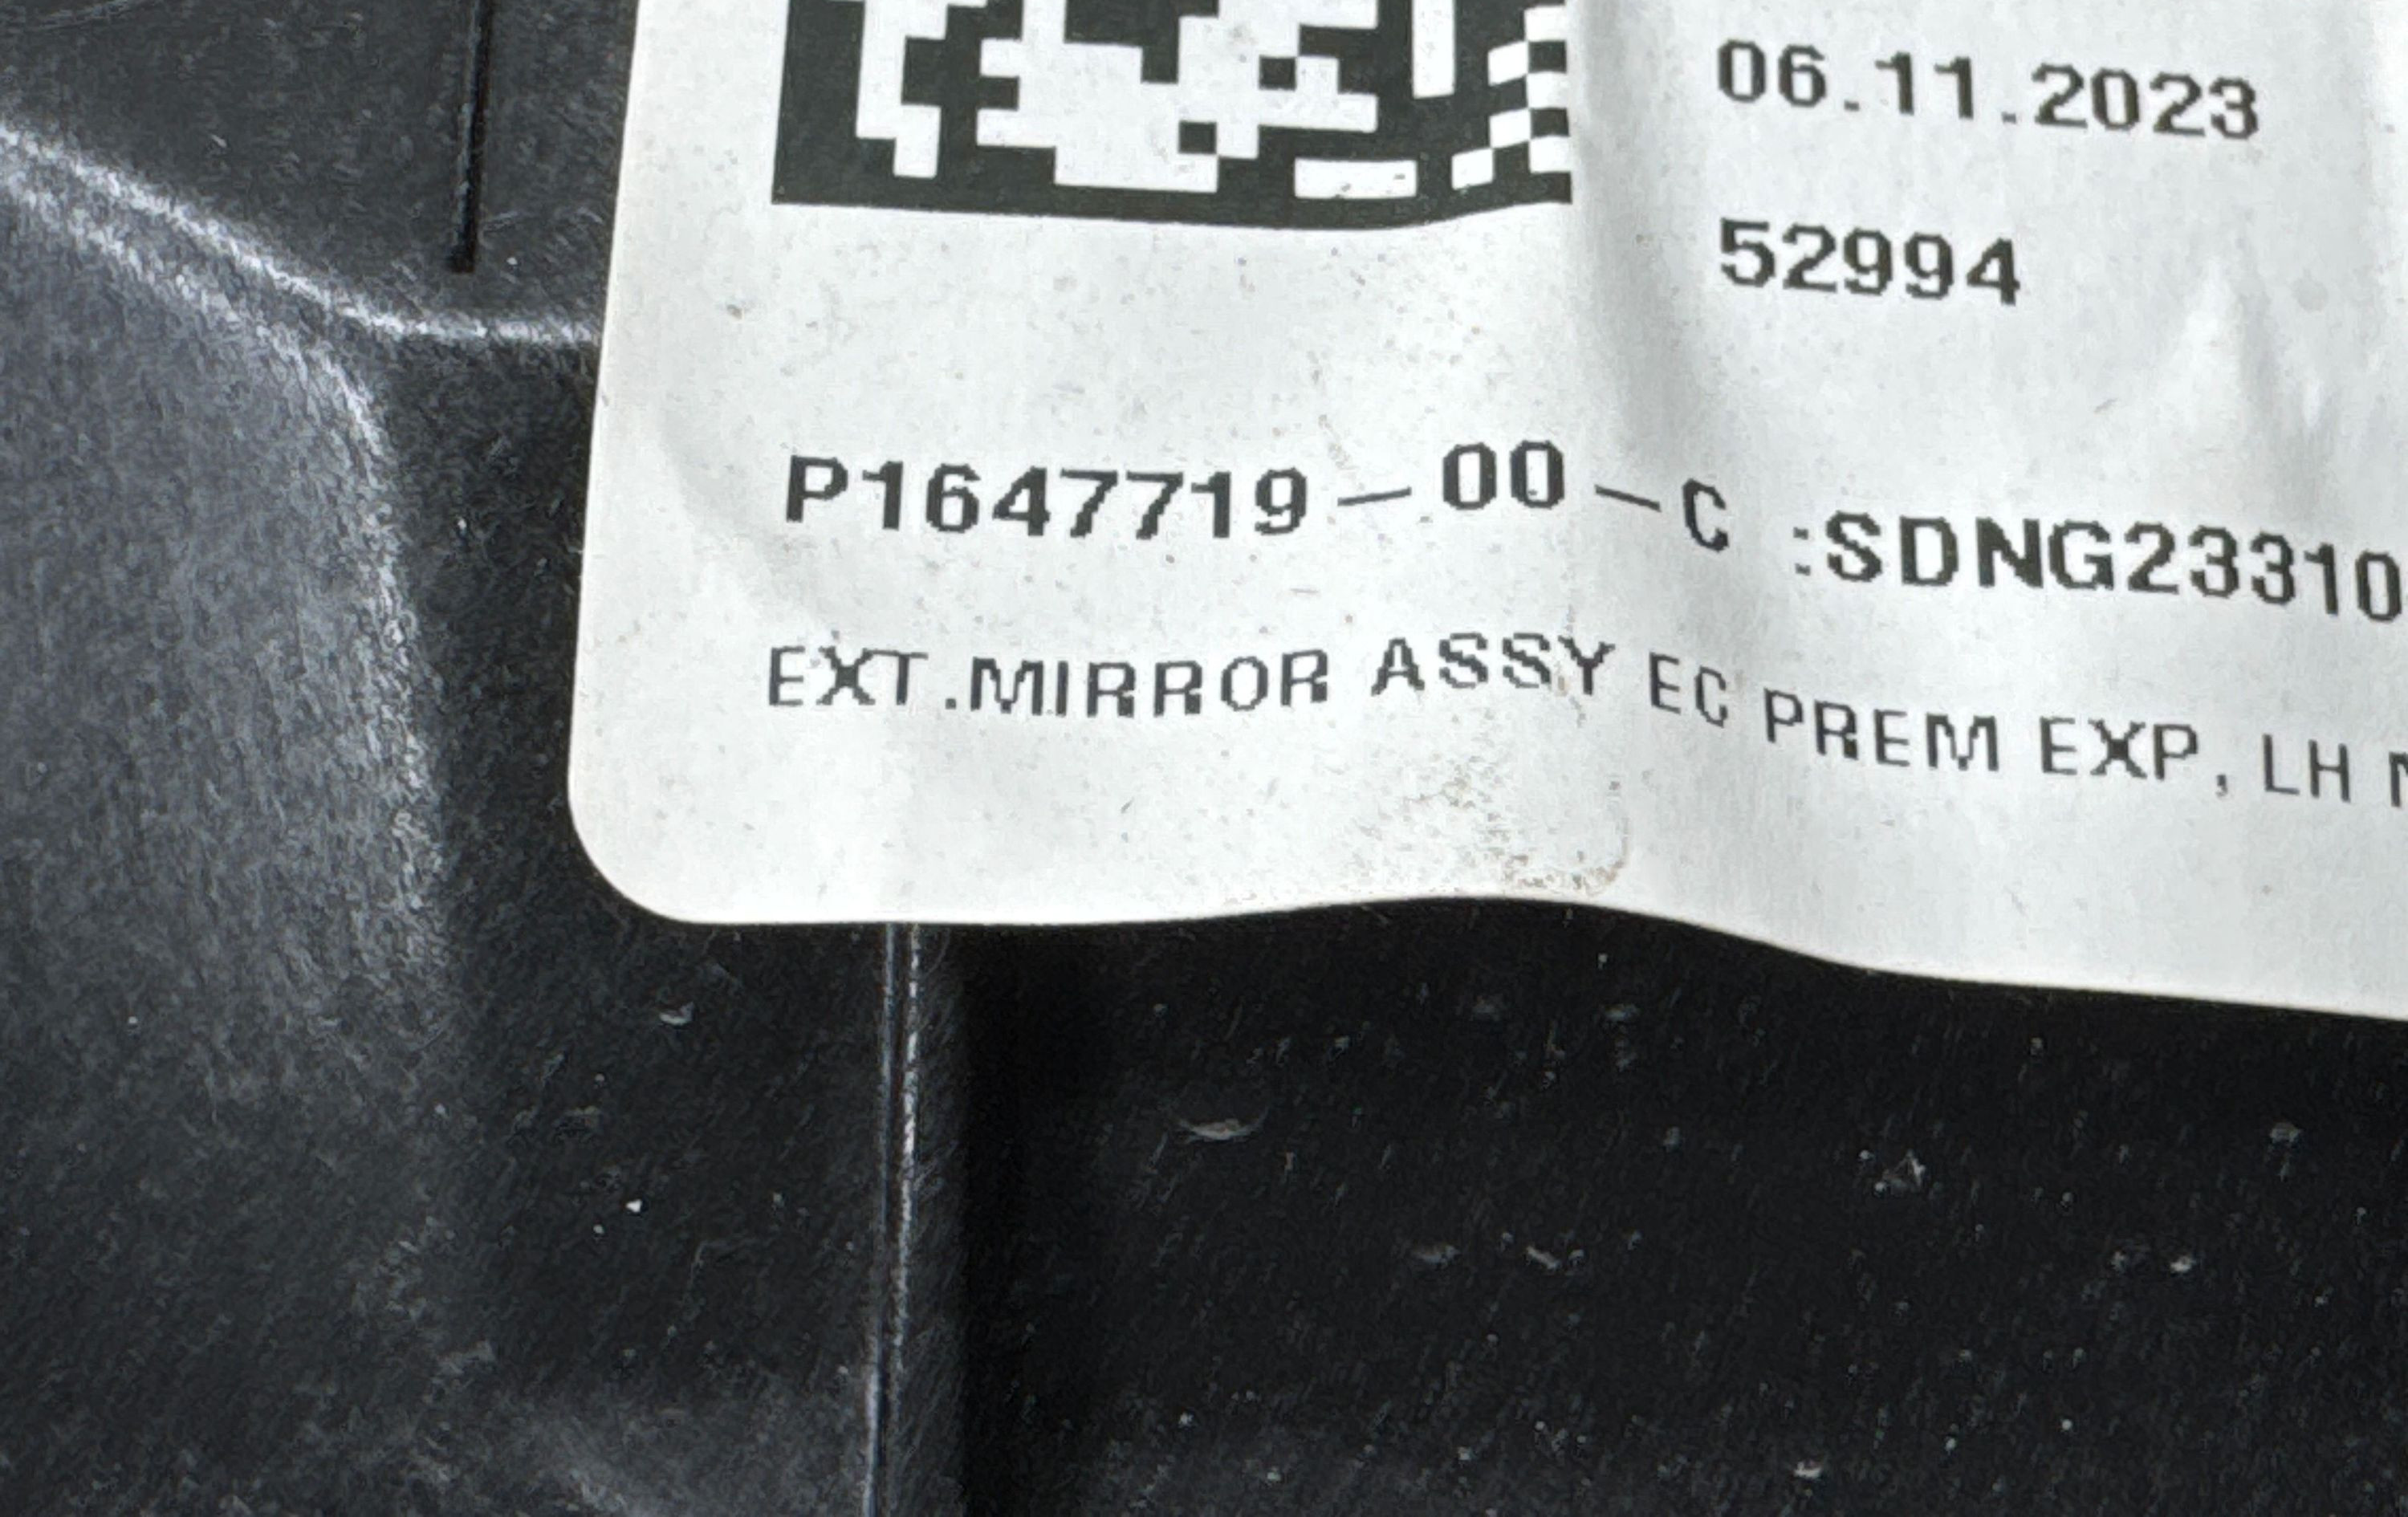 06.11.2023
52994
P1647719-00-C :SDNG23310
EXT.MIRROR ASSY EC PREM EXP, LH